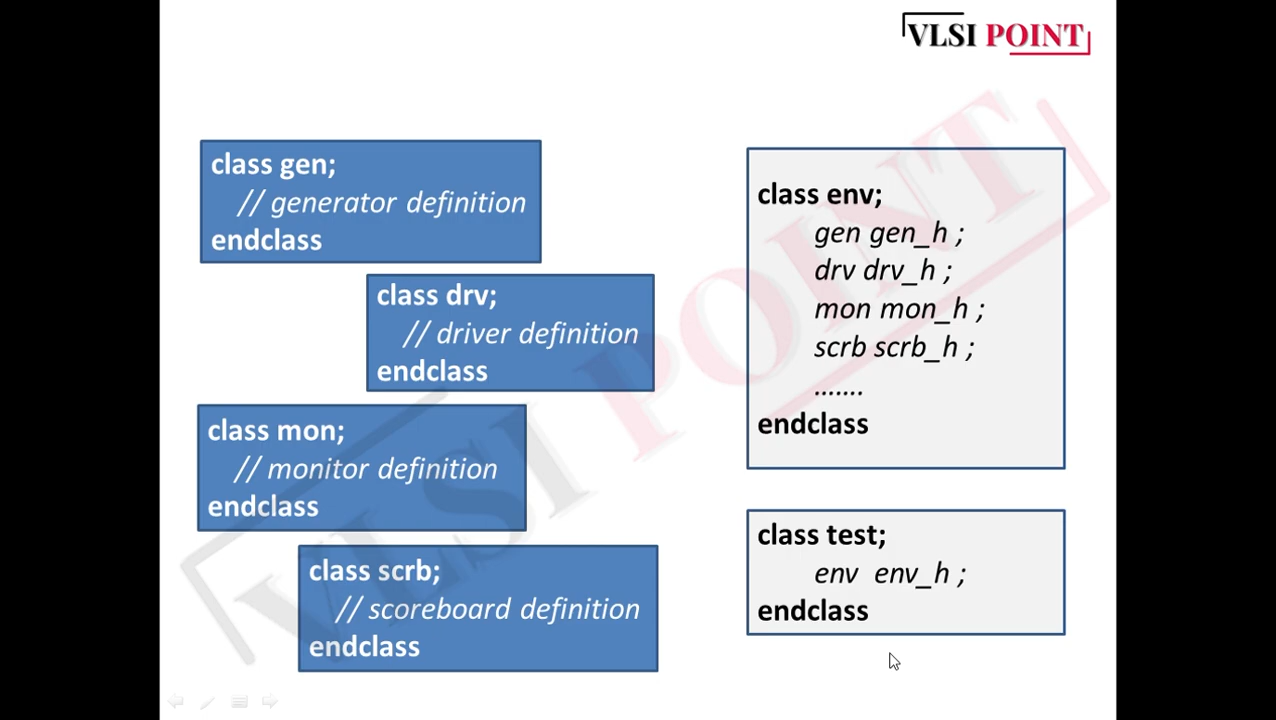 VLSI POINT
class gen;
// generator definition
endclass
class drv;
// driver definition
endclass
class mon;
// monitor definition
endclass
class scrb;
// scoreboard definition
endclass
class env;
gen gen_h ;
drv drv_h ;
mon mon_h ;
scrb scrb_h ;
.......
endclass
class test;
env env_h ;
endclass
VLSI POINT